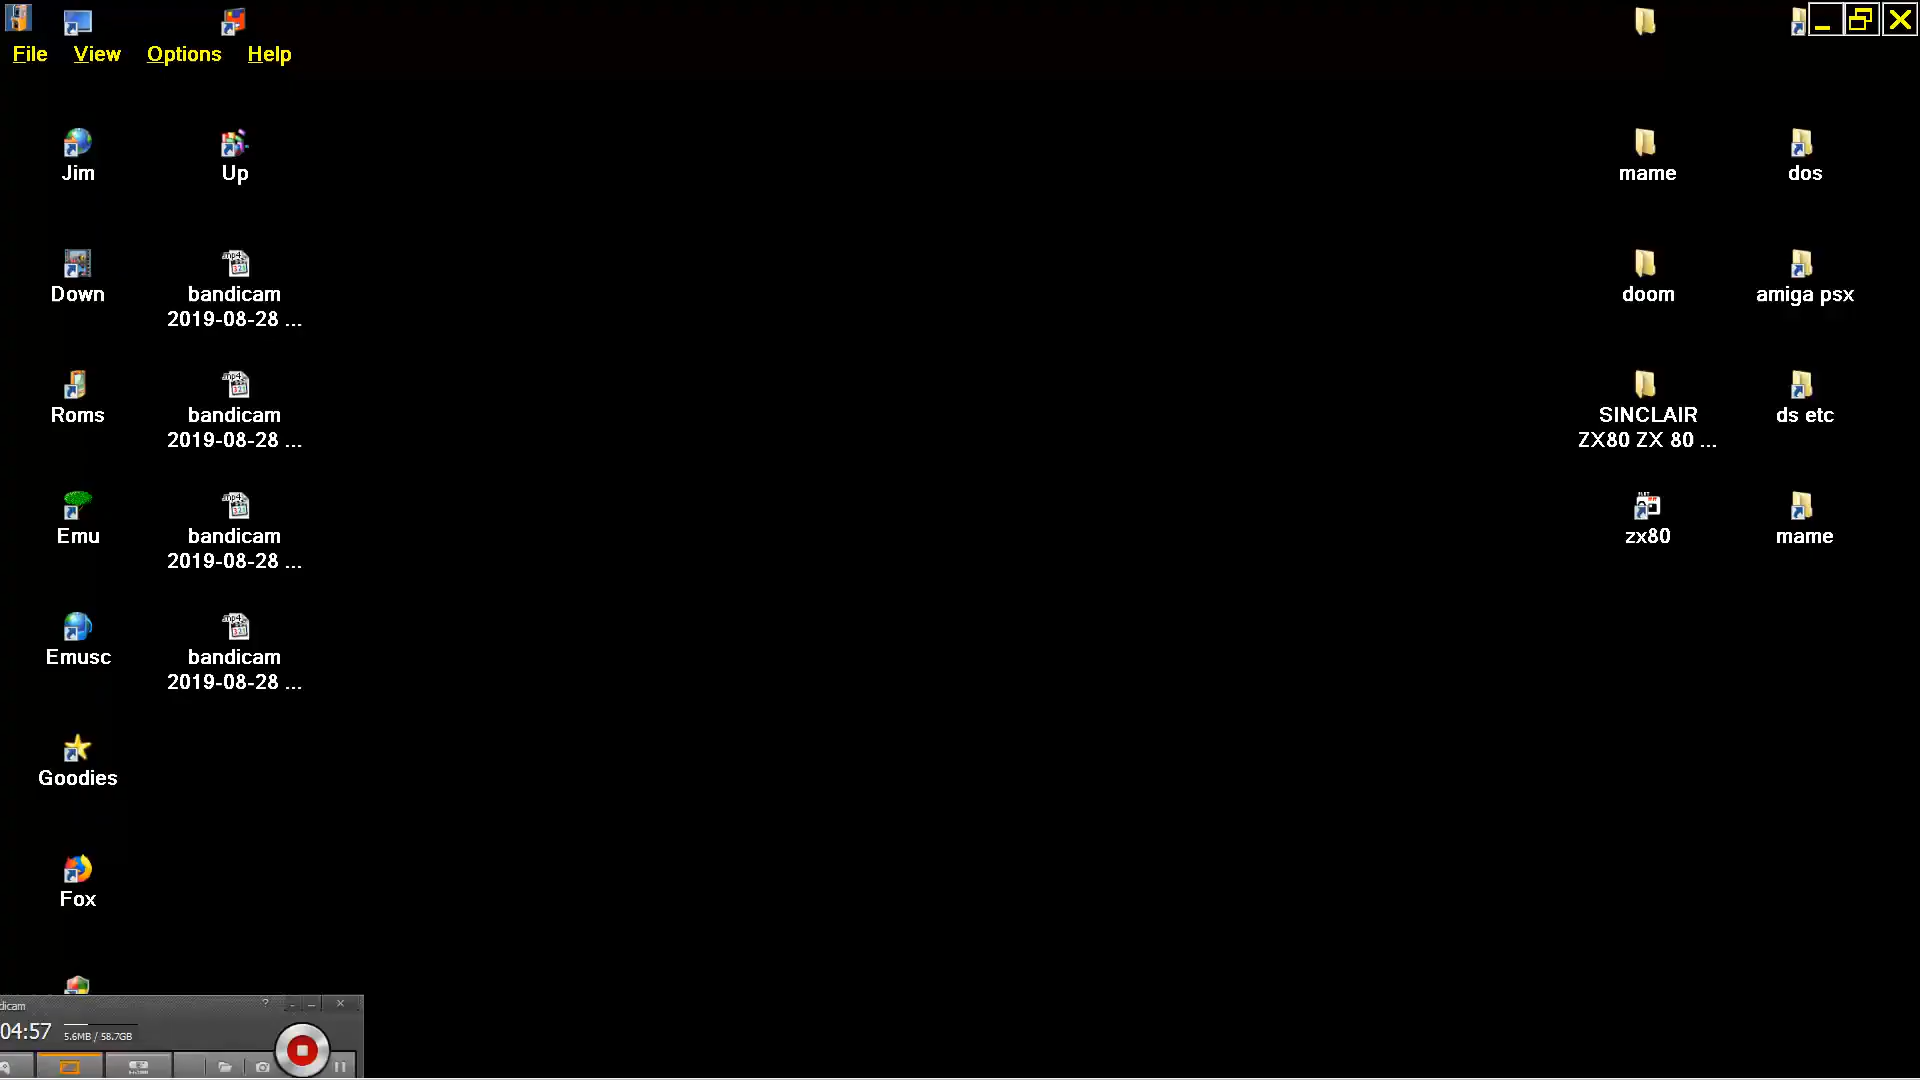 File View Options Help
Jim
Up
mame
dos
Down
bandicam
2019-08-28 ...
doom
amiga psx
Roms
bandicam
2019-08-28 ...
SINCLAIR
ZX80 ZX 80 ...
ds etc
Emu
bandicam
2019-08-28 ...
zx80
mame
Emusc
bandicam
2019-08-28 ...
Goodies
Fox
dicam
04:57
5.6MB / 58.7GB